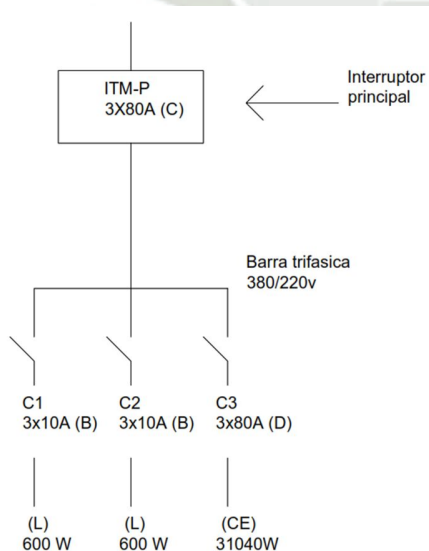 ITM-P
3X80A (C)
Interruptor
principal
Barra trifasica
380/220v
C1
3x10A (B)
C2
3x10A (B)
C3
3x80A (D)
(L)
600 W
(L)
600 W
(CE)
31040W